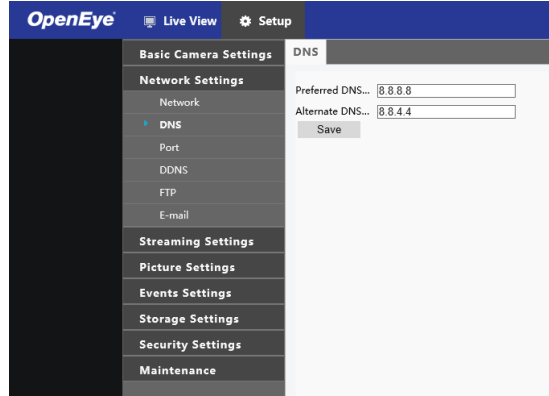 OpenEye Live View Setup
Basic Camera Settings
Network Settings
Network
DNS
Port
DDNS
FTP
E-mail
Streaming Settings
Picture Settings
Events Settings
Storage Settings
Security Settings
Maintenance
DNS
Preferred DNS... 8.8.8.8
Alternate DNS... 8.8.4.4
Save